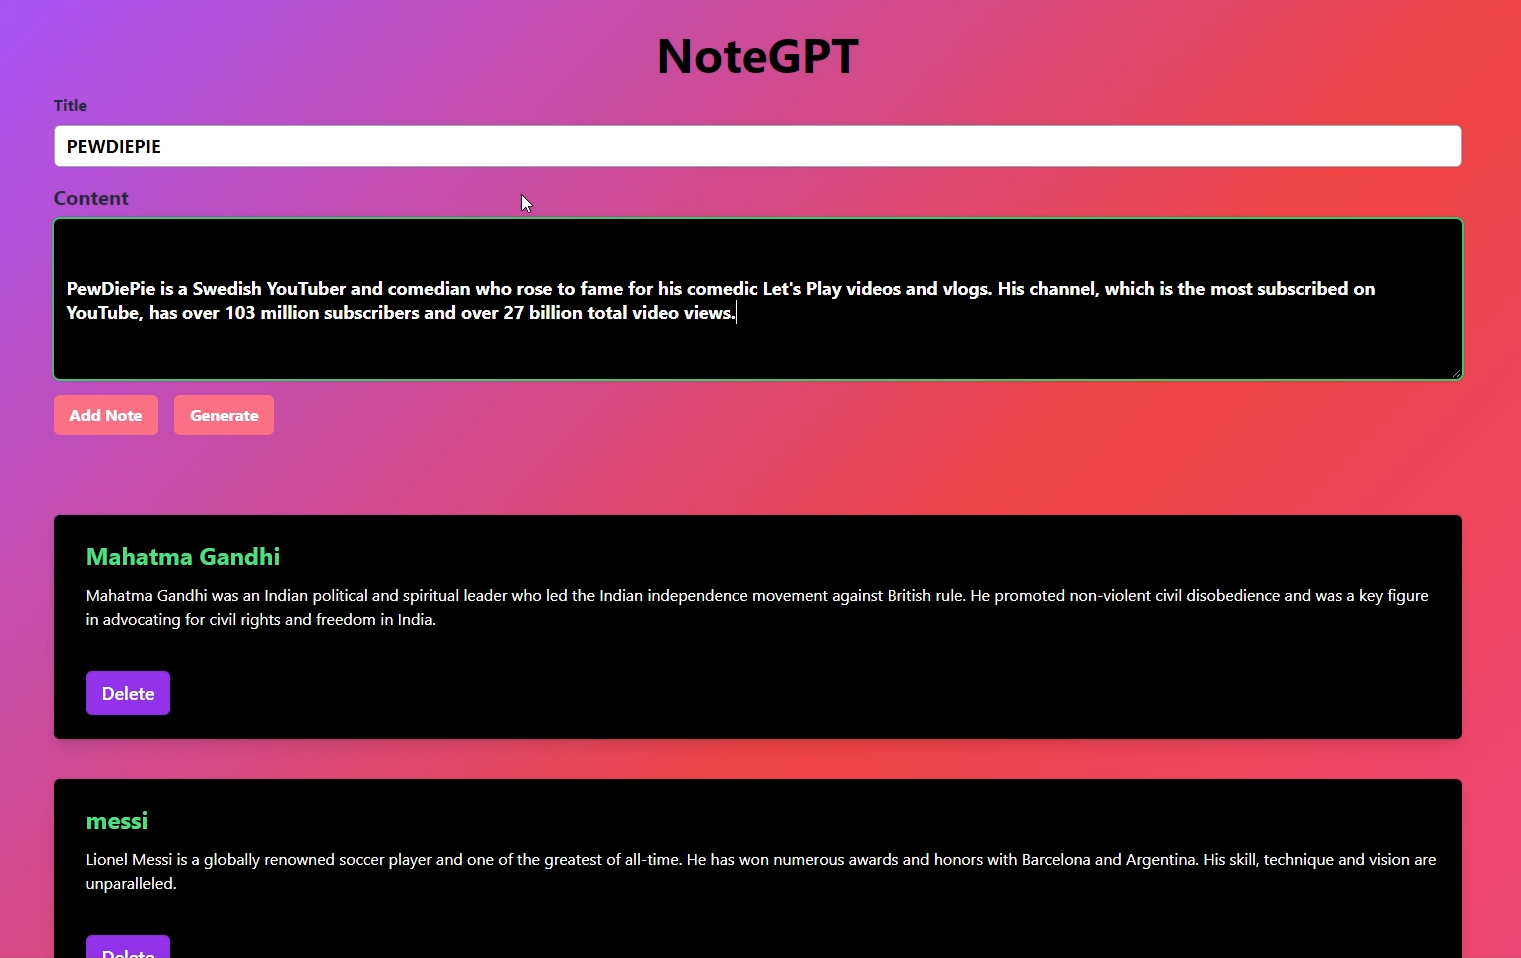 NoteGPT
Title
PEWDIEPIE
Content
PewDiePie is a Swedish YouTuber and comedian who rose to fame for his comedic Let's Play videos and vlogs. His channel, which is the most subscribed on
YouTube, has over 103 million subscribers and over 27 billion total video views.
Add Note Generate
Mahatma Gandhi
Mahatma Gandhi was an Indian political and spiritual leader who led the Indian independence movement against British rule. He promoted non-violent civil disobedience and was a key figure
in advocating for civil rights and freedom in India.
Delete
messi
Lionel Messi is a globally renowned soccer player and one of the greatest of all-time. He has won numerous awards and honors with Barcelona and Argentina. His skill, technique and vision are
unparalleled.
Delete